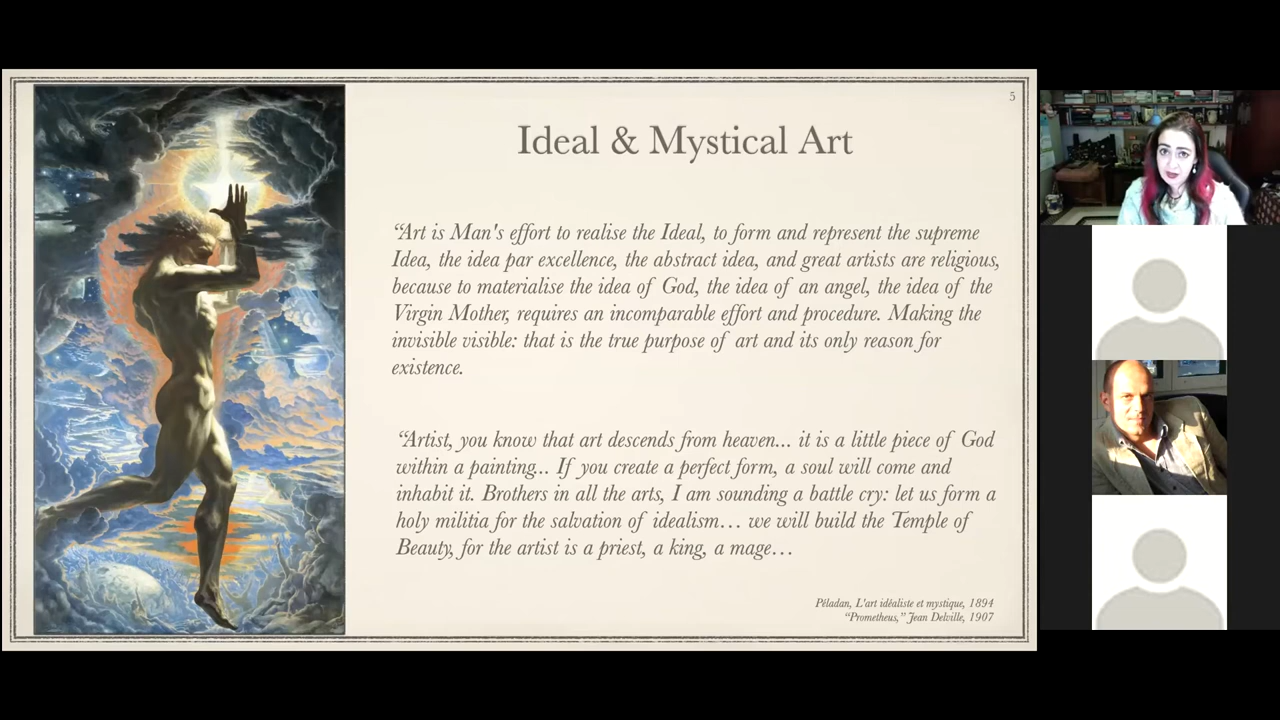 5
Ideal & Mystical Art
“Art is Man's effort to realise the Ideal, to form and represent the supreme
Idea, the idea par excellence, the abstract idea, and great artists are religious,
because to materialise the idea of God, the idea of an angel, the idea of the
Virgin Mother, requires an incomparable effort and procedure. Making the
invisible visible: that is the true purpose of art and its only reason for
existence.
“Artist, you know that art descends from heaven... it is a little piece of God
within a painting... If you create a perfect form, a soul will come and
inhabit it. Brothers in all the arts, I am sounding a battle cry: let us form a
holy militia for the salvation of idealism… we will build the Temple of
Beauty, for the artist is a priest, a king, a mage…
Péladan, L'art idéaliste et mystique, 1894
“Prometheus,” Jean Delville, 1907